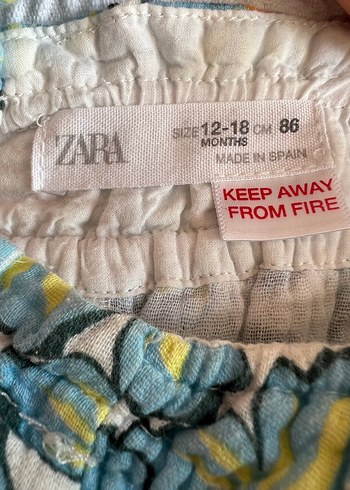 ZARA
SIZE 12-18 CM 86
MONTHS
MADE IN SPAIN
KEEP AWAY
FROM FIRE